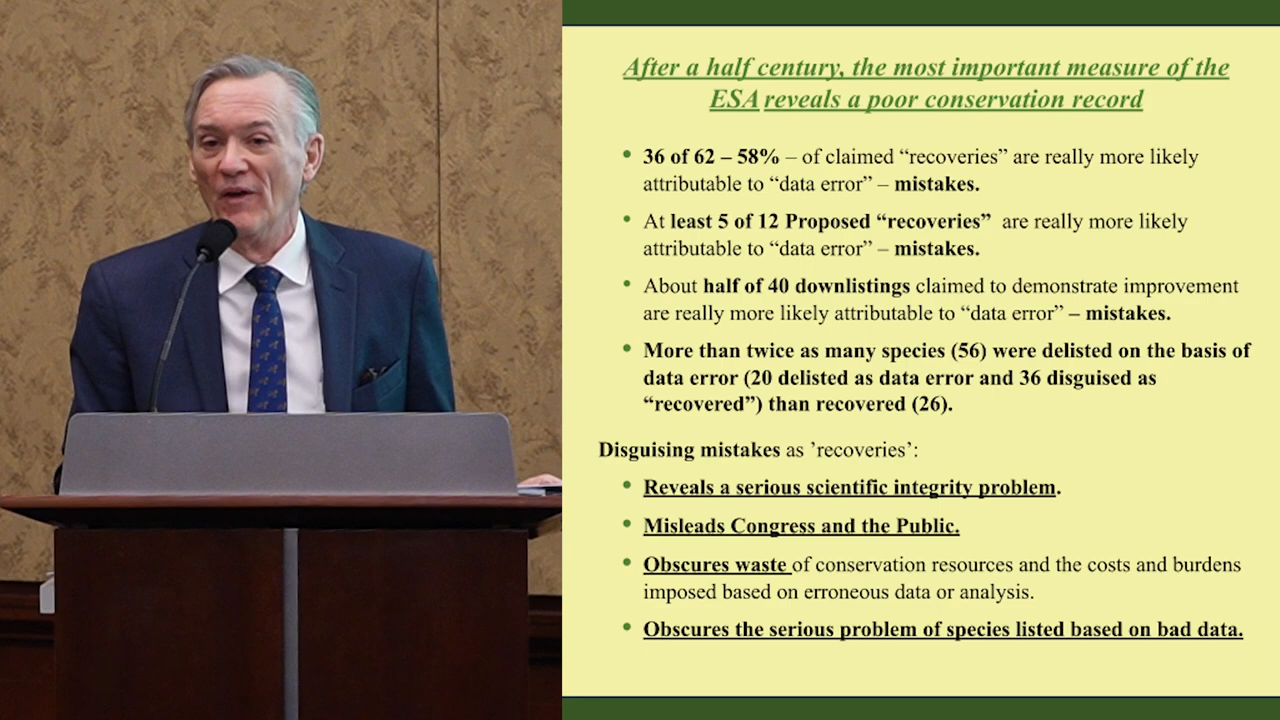 After a half century, the most important measure of the
ESA reveals a poor conservation record
• 36 of 62 – 58% – of claimed “recoveries” are really more likely
attributable to “data error” – mistakes.
• At least 5 of 12 Proposed “recoveries” are really more likely
attributable to “data error” – mistakes.
• About half of 40 downlistings claimed to demonstrate improvement
are really more likely attributable to “data error” – mistakes.
• More than twice as many species (56) were delisted on the basis of
data error (20 delisted as data error and 36 disguised as
“recovered”) than recovered (26).
Disguising mistakes as ’recoveries’:
• Reveals a serious scientific integrity problem.
• Misleads Congress and the Public.
• Obscures waste of conservation resources and the costs and burdens
imposed based on erroneous data or analysis.
• Obscures the serious problem of species listed based on bad data.